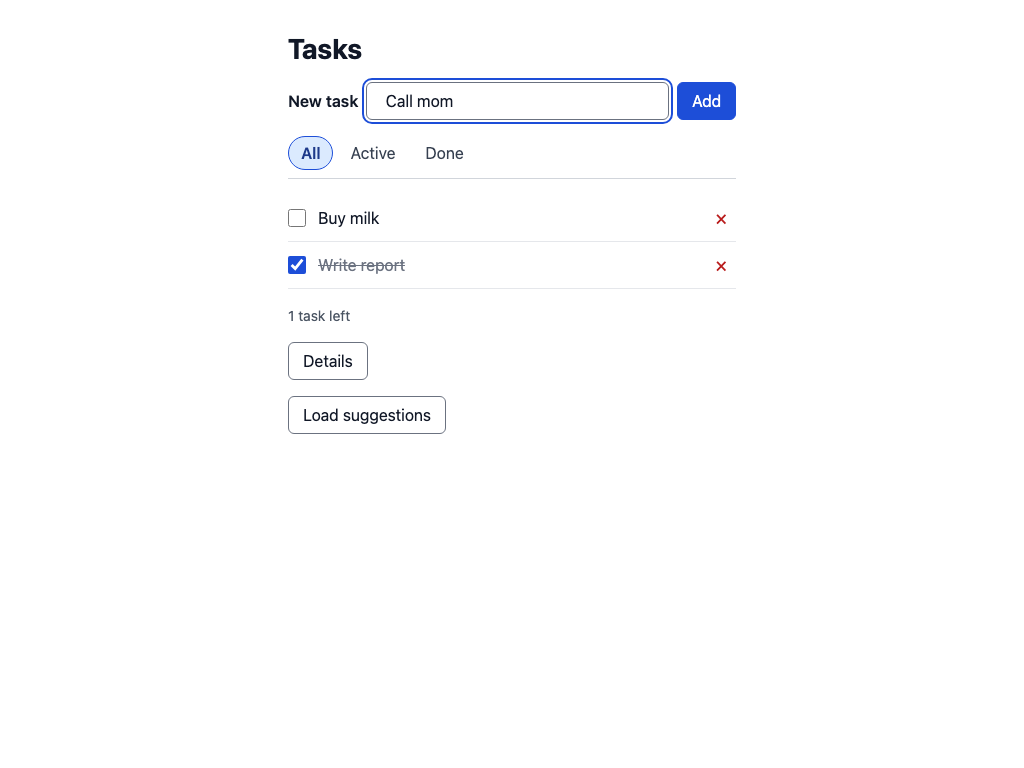 Tasks
New task Call mom Add
All Active Done
Buy milk ×
Write report ×
1 task left
Details
Load suggestions